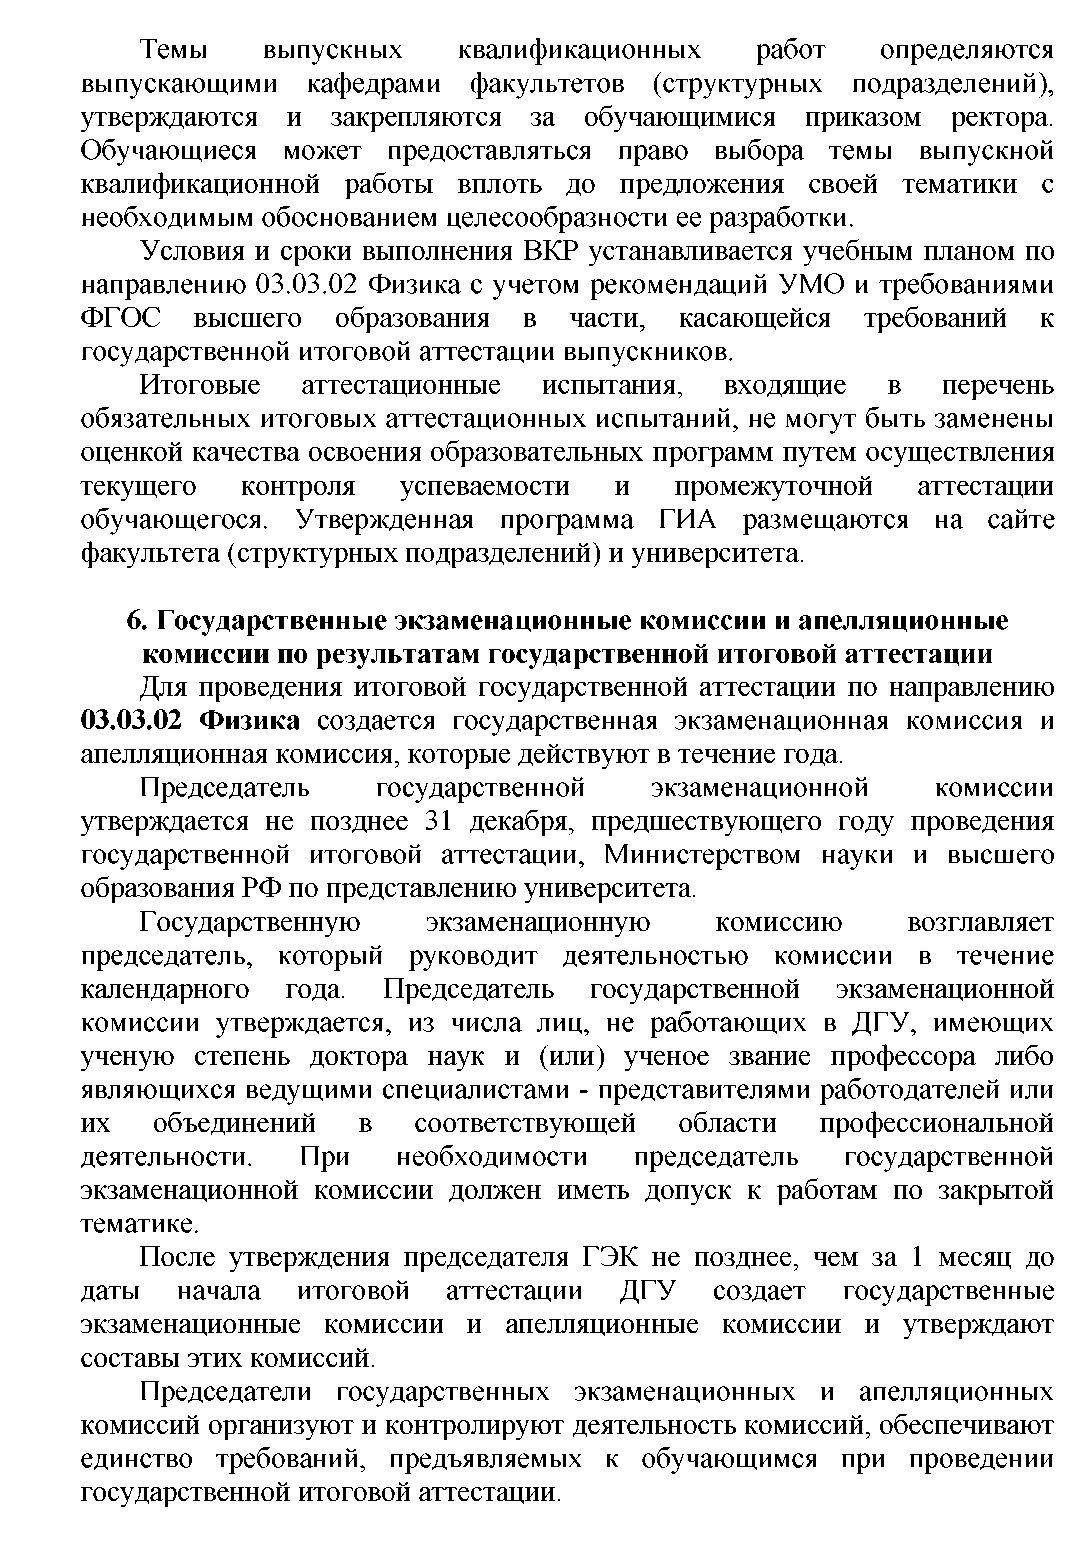 Темы выпускных квалификационных работ определяются
выпускающими кафедрами факультетов (структурных подразделений),
утверждаются и закрепляются за обучающимися приказом ректора.
Обучающиеся может предоставляться право выбора темы выпускной
квалификационной работы вплоть до предложения своей тематики с
необходимым обоснованием целесообразности ее разработки.
Условия и сроки выполнения ВКР устанавливается учебным планом по
направлению 03.03.02 Физика с учетом рекомендаций УМО и требованиями
ФГОС высшего образования в части, касающейся требований к
государственной итоговой аттестации выпускников.
Итоговые аттестационные испытания, входящие в перечень
обязательных итоговых аттестационных испытаний, не могут быть заменены
оценкой качества освоения образовательных программ путем осуществления
текущего контроля успеваемости и промежуточной аттестации
обучающегося. Утвержденная программа ГИА размещаются на сайте
факультета (структурных подразделений) и университета.
6. Государственные экзаменационные комиссии и апелляционные
комиссии по результатам государственной итоговой аттестации
Для проведения итоговой государственной аттестации по направлению
03.03.02 Физика создается государственная экзаменационная комиссия и
апелляционная комиссия, которые действуют в течение года.
Председатель государственной экзаменационной комиссии
утверждается не позднее 31 декабря, предшествующего году проведения
государственной итоговой аттестации, Министерством науки и высшего
образования РФ по представлению университета.
Государственную экзаменационную комиссию возглавляет
председатель, который руководит деятельностью комиссии в течение
календарного года. Председатель государственной экзаменационной
комиссии утверждается, из числа лиц, не работающих в ДГУ, имеющих
ученую степень доктора наук и (или) ученое звание профессора либо
являющихся ведущими специалистами - представителями работодателей или
их объединений в соответствующей области профессиональной
деятельности. При необходимости председатель государственной
экзаменационной комиссии должен иметь допуск к работам по закрытой
тематике.
После утверждения председателя ГЭК не позднее, чем за 1 месяц до
даты начала итоговой аттестации ДГУ создает государственные
экзаменационные комиссии и апелляционные комиссии и утверждают
составы этих комиссий.
Председатели государственных экзаменационных и апелляционных
комиссий организуют и контролируют деятельность комиссий, обеспечивают
единство требований, предъявляемых к обучающимся при проведении
государственной итоговой аттестации.